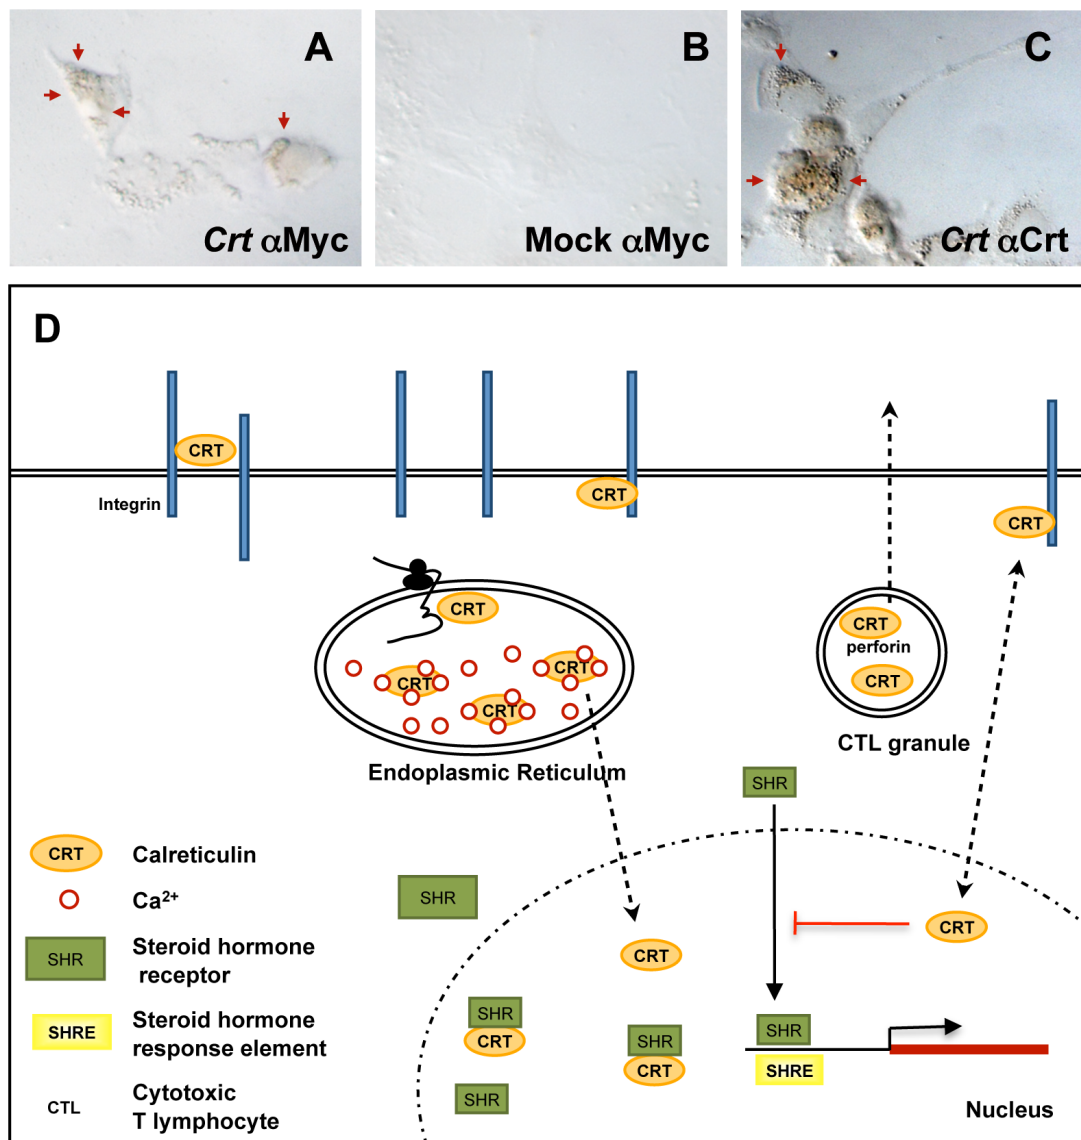 A
B
C
Crt αMyc
Mock αMyc
Crt αCrt
D
CRT
Integrin
CRT
CRT
CRT
CRT
CRT
CRT
CRT
perforin
CRT
CTL granule
Endoplasmic Reticulum
SHR
CRT
Calreticulin
Ca²⁺
SHR
SHR
Steroid hormone
receptor
CRT
CRT
SHRE
Steroid hormone
response element
SHR
CRT
SHR
CRT
SHR
SHRE
CTL
Cytotoxic
T lymphocyte
SHR
Nucleus